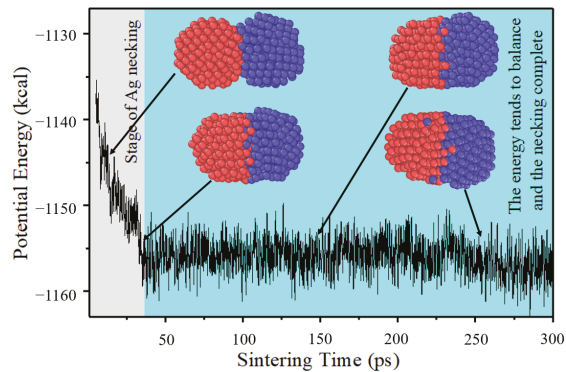 −1130
−1140
−1150
−1160
Potential Energy (kcal)
Stage of Ag necking
The energy tends to balance
and the necking complete
50
100
150
200
250
300
Sintering Time (ps)